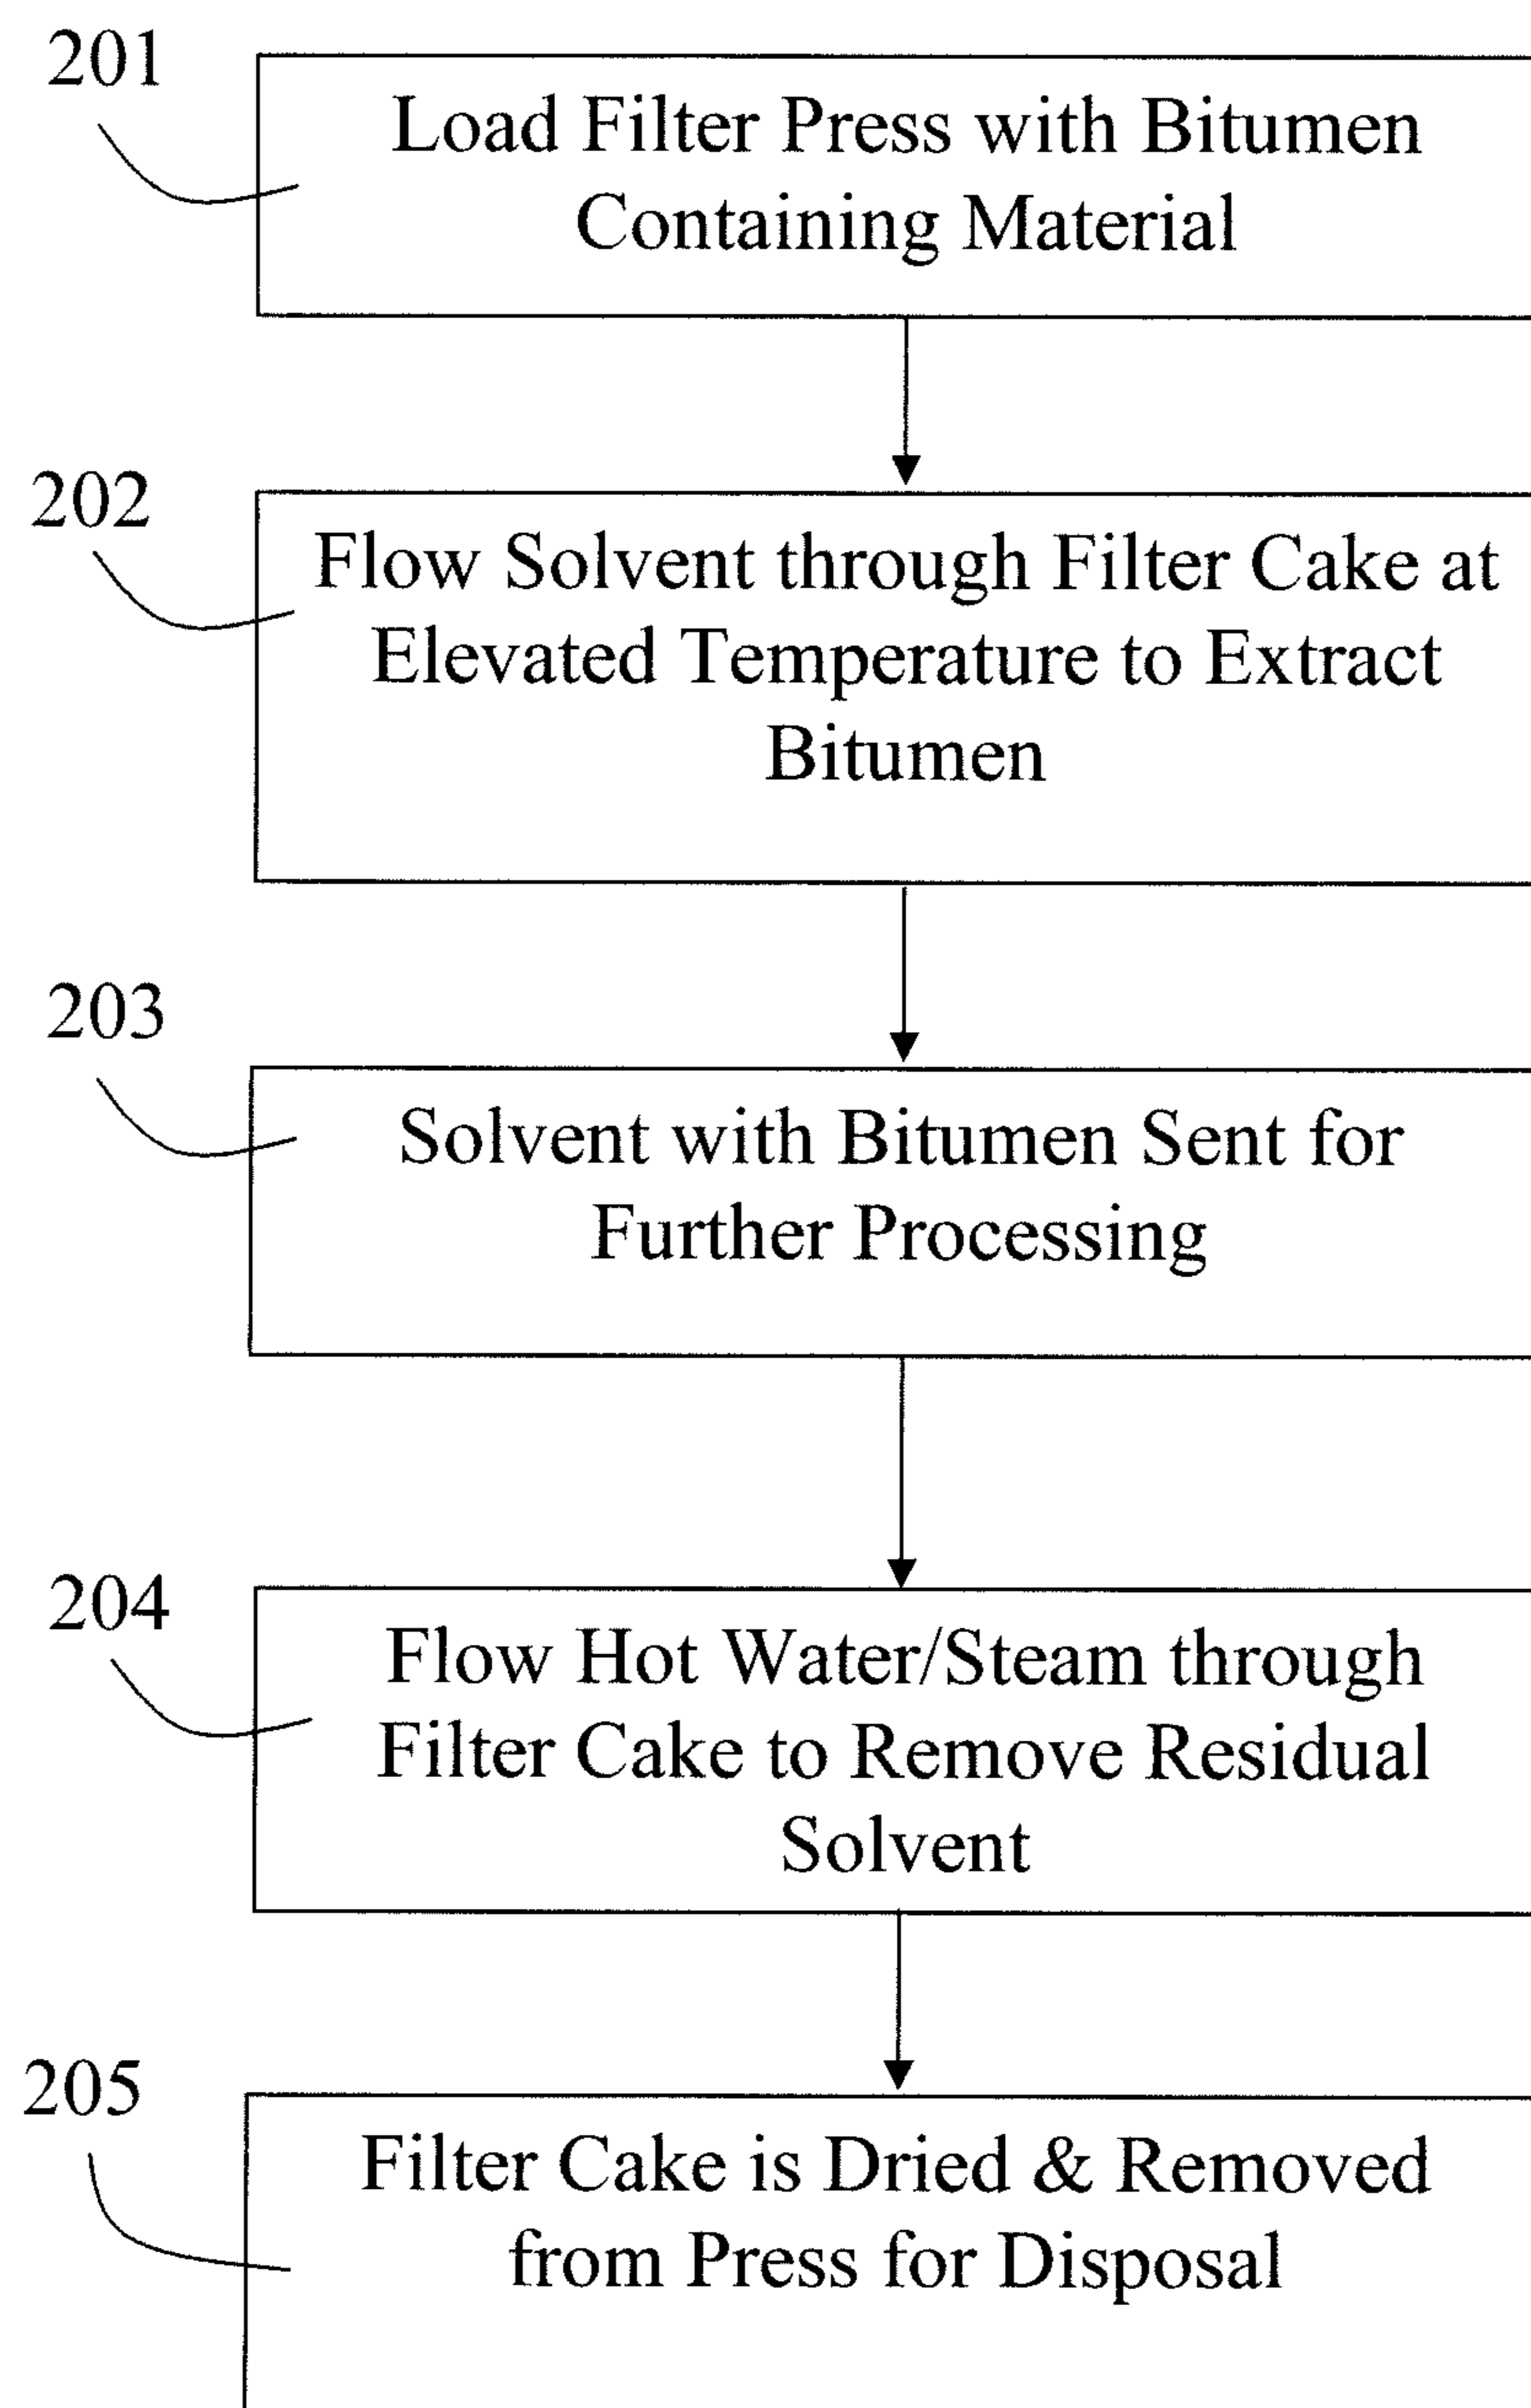 201
Load Filter Press with Bitumen
Containing Material
202
Flow Solvent through Filter Cake at
Elevated Temperature to Extract
Bitumen
203
Solvent with Bitumen Sent for
Further Processing
204
Flow Hot Water/Steam through
Filter Cake to Remove Residual
Solvent
205
Filter Cake is Dried & Removed
from Press for Disposal